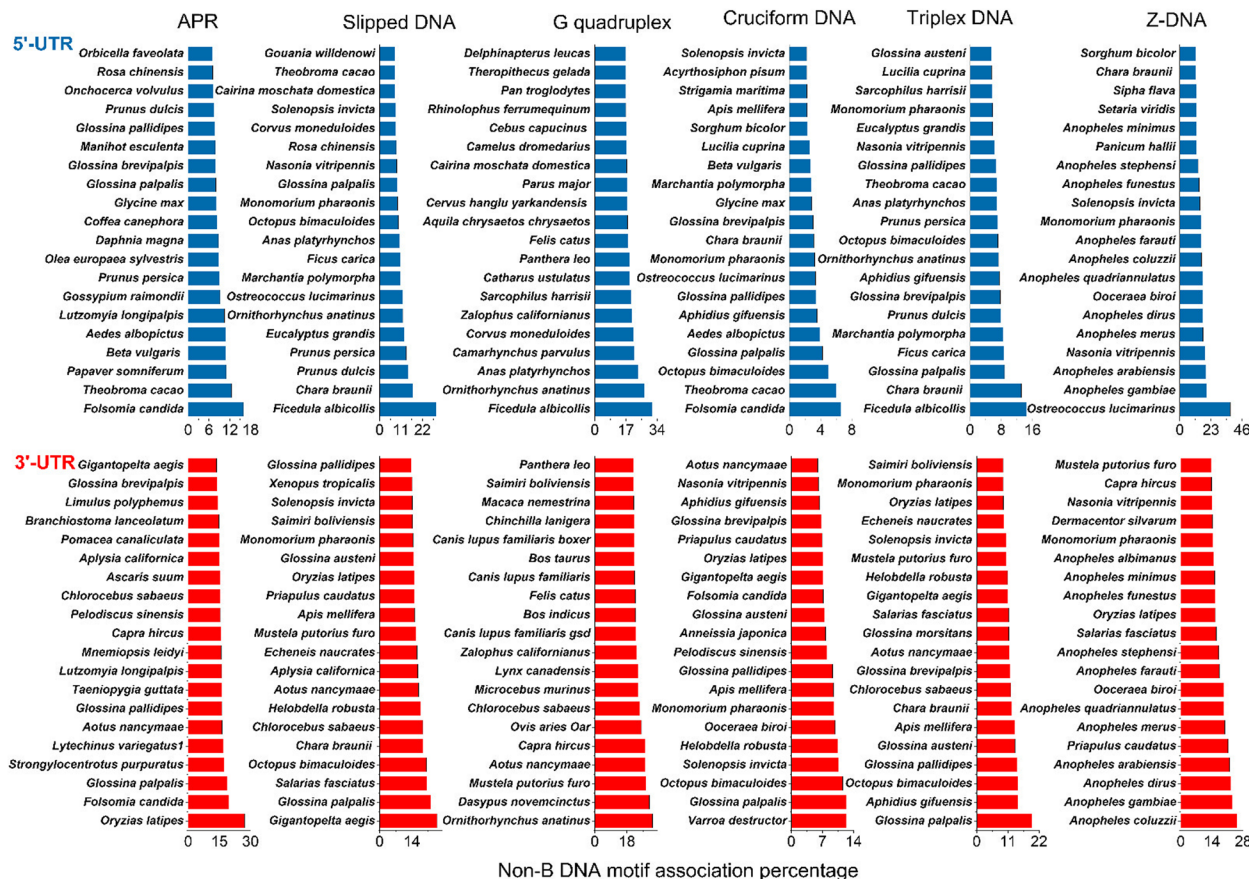 APR Slipped DNA G quadruplex Cruciform DNA Triplex DNA Z-DNA
5'-UTR
Orbicella faveolata Gouania willdenowi Delphinapterus leucas Solenopsis invicta Glossina austeni Sorghum bicolor
Rosa chinensis Theobroma cacao Theropithecus gelada Acyrthosiphon pisum Lucilia cuprina Chara braunii
Onchocerca volvulus Cairina moschata domestica Pan troglodytes Strigamia maritima Sarcophilus harrisii Sipha flava
Prunus dulcis Solenopsis invicta Rhinolophus ferrumequinum Apis mellifera Monomorium pharaonis Setaria viridis
Glossina pallidipes Corvus moneduloides Cebus capucinus Sorghum bicolor Eucalyptus grandis Anopheles minimus
Manihot esculenta Rosa chinensis Camelus dromedarius Lucilia cuprina Nasonia vitripennis Panicum hallii
Glossina brevipalpis Nasonia vitripennis Cairina moschata domestica Beta vulgaris Glossina pallidipes Anopheles stephensi
Glossina palpalis Glossina palpalis Parus major Marchantia polymorpha Theobroma cacao Anopheles funestus
Glycine max Monomorium pharaonis Cervus hanglu yarkandensis Glycine max Anas platyrhynchos Solenopsis invicta
Coffea canephora Octopus bimaculoides Aquila chrysaetos chrysaetos Glossina brevipalpis Prunus persica Monomorium pharaonis
Daphnia magna Anas platyrhynchos Felis catus Chara braunii Octopus bimaculoides Anopheles farauti
Olea europaea sylvestris Ficus carica Panthera leo Monomorium pharaonis Ornithorhynchus anatinus Anopheles coluzzii
Prunus persica Marchantia polymorpha Catharus ustulatus Ostreococcus lucimarinus Aphidius gifuensis Anopheles quadriannulatus
Gossypium raimondii Ostreococcus lucimarinus Sarcophilus harrisii Glossina pallidipes Glossina brevipalpis Ooceraea biroi
Lutzomyia longipalpis Ornithorhynchus anatinus Zalophus californianus Aphidius gifuensis Prunus dulcis Anopheles dirus
Aedes albopictus Eucalyptus grandis Corvus moneduloides Aedes albopictus Marchantia polymorpha Anopheles merus
Beta vulgaris Prunus persica Camarhynchus parvulus Glossina palpalis Ficus carica Nasonia vitripennis
Papaver somniferum Prunus dulcis Anas platyrhynchos Octopus bimaculoides Glossina palpalis Anopheles arabiensis
Theobroma cacao Chara braunii Ornithorhynchus anatinus Theobroma cacao Chara braunii Anopheles gambiae
Folsomia candida Ficedula albicollis Ficedula albicollis Folsomia candida Ficedula albicollis Ostreococcus lucimarinus
0 6 12 18 0 11 22 0 17 34 0 4 8 0 8 16 0 23 46
3'-UTR
Gigantopelta aegis Glossina pallidipes Panthera leo Aotus nancymaae Saimiri boliviensis Mustela putorius furo
Glossina brevipalpis Xenopus tropicalis Saimiri boliviensis Nasonia vitripennis Monomorium pharaonis Capra hircus
Limulus polyphemus Solenopsis invicta Macaca nemestrina Aphidius gifuensis Oryzias latipes Nasonia vitripennis
Branchiostoma lanceolatum Saimiri boliviensis Chinchilla lanigera Glossina brevipalpis Echeneis naucrates Dermacentor silvarum
Pomacea canaliculata Monomorium pharaonis Canis lupus familiaris boxer Priapulus caudatus Solenopsis invicta Monomorium pharaonis
Aplysia californica Glossina austeni Bos taurus Oryzias latipes Mustela putorius furo Anopheles albimanus
Ascaris suum Oryzias latipes Canis lupus familiaris Gigantopelta aegis Helobdella robusta Anopheles minimus
Chlorocebus sabaeus Priapulus caudatus Felis catus Folsomia candida Gigantopelta aegis Anopheles funestus
Pelodiscus sinensis Apis mellifera Bos indicus Glossina austeni Salarias fasciatus Oryzias latipes
Capra hircus Mustela putorius furo Canis lupus familiaris gsd Anneissia japonica Glossina morsitans Salarias fasciatus
Mnemiopsis leidyi Echeneis naucrates Zalophus californianus Pelodiscus sinensis Aotus nancymaae Anopheles stephensi
Lutzomyia longipalpis Aplysia californica Lynx canadensis Glossina pallidipes Glossina brevipalpis Anopheles farauti
Taeniopygia guttata Aotus nancymaae Microcebus murinus Apis mellifera Chlorocebus sabaeus Ooceraea biroi
Glossina pallidipes Helobdella robusta Chlorocebus sabaeus Monomorium pharaonis Chara braunii Anopheles quadriannulatus
Aotus nancymaae Chlorocebus sabaeus Ovis aries Oar Ooceraea biroi Apis mellifera Anopheles merus
Lytechinus variegatus1 Chara braunii Capra hircus Helobdella robusta Glossina austeni Priapulus caudatus
Strongylocentrotus purpuratus Octopus bimaculoides Aotus nancymaae Solenopsis invicta Glossina pallidipes Anopheles arabiensis
Glossina palpalis Salarias fasciatus Mustela putorius furo Octopus bimaculoides Octopus bimaculoides Anopheles dirus
Folsomia candida Glossina palpalis Dasypus novemcinctus Glossina palpalis Aphidius gifuensis Anopheles gambiae
Oryzias latipes Gigantopelta aegis Ornithorhynchus anatinus Varroa destructor Glossina palpalis Anopheles coluzzii
0 15 30 0 14 0 17 34 0 7 14 0 11 22 0 14 28
Non-B DNA motif association percentage